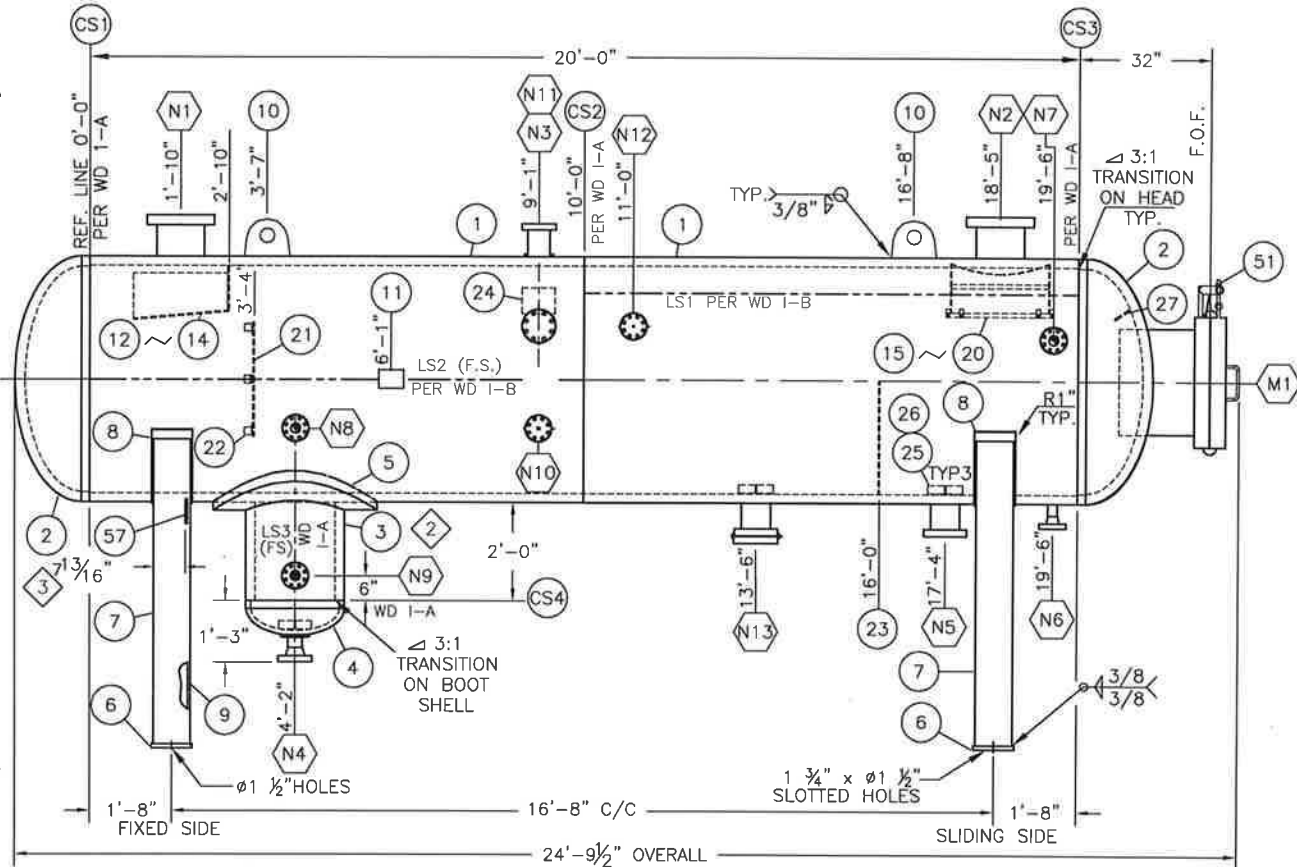 CS1
CS3
20'-0"
32"
N1
10
N11
N3
CS2
N12
10
N2
N7
REF. LINE 0'-0"
PER WD 1-A
1'-10"
2'-10"
3'-7"
9'-1"
10'-0"
PER WD I-A
11'-0"
16'-8"
18'-5"
19'-6"
PER WD I-A
F.O.F.
3:1
TRANSITION
ON HEAD
TYP.
TYP.
3/8"
1
1
2
51
3'-4"
11
24
LS1 PER WD I-B
27
12 ~ 14
21
6'-1"
15 ~ 20
LS2 (F.S.)
PER WD I-B
M1
R1"
TYP.
8
22
N8
N10
26
25
8
5
TYP3
2
57
3
7 13/16"
LS3
(FS)
WD
I-A
3
2
2'-0"
N9
6"
WD I-A
CS4
13'-6"
16'-0"
17'-4"
19'-6"
N13
23
N5
N6
7
1'-3"
4
3:1
TRANSITION
ON BOOT
SHELL
7
3/8
3/8
6
9
4'-2"
N4
6
ø1 ½"HOLES
1 ¾" x ø1 ½"
SLOTTED HOLES
1'-8"
FIXED SIDE
16'-8" C/C
1'-8"
SLIDING SIDE
24'-9½" OVERALL